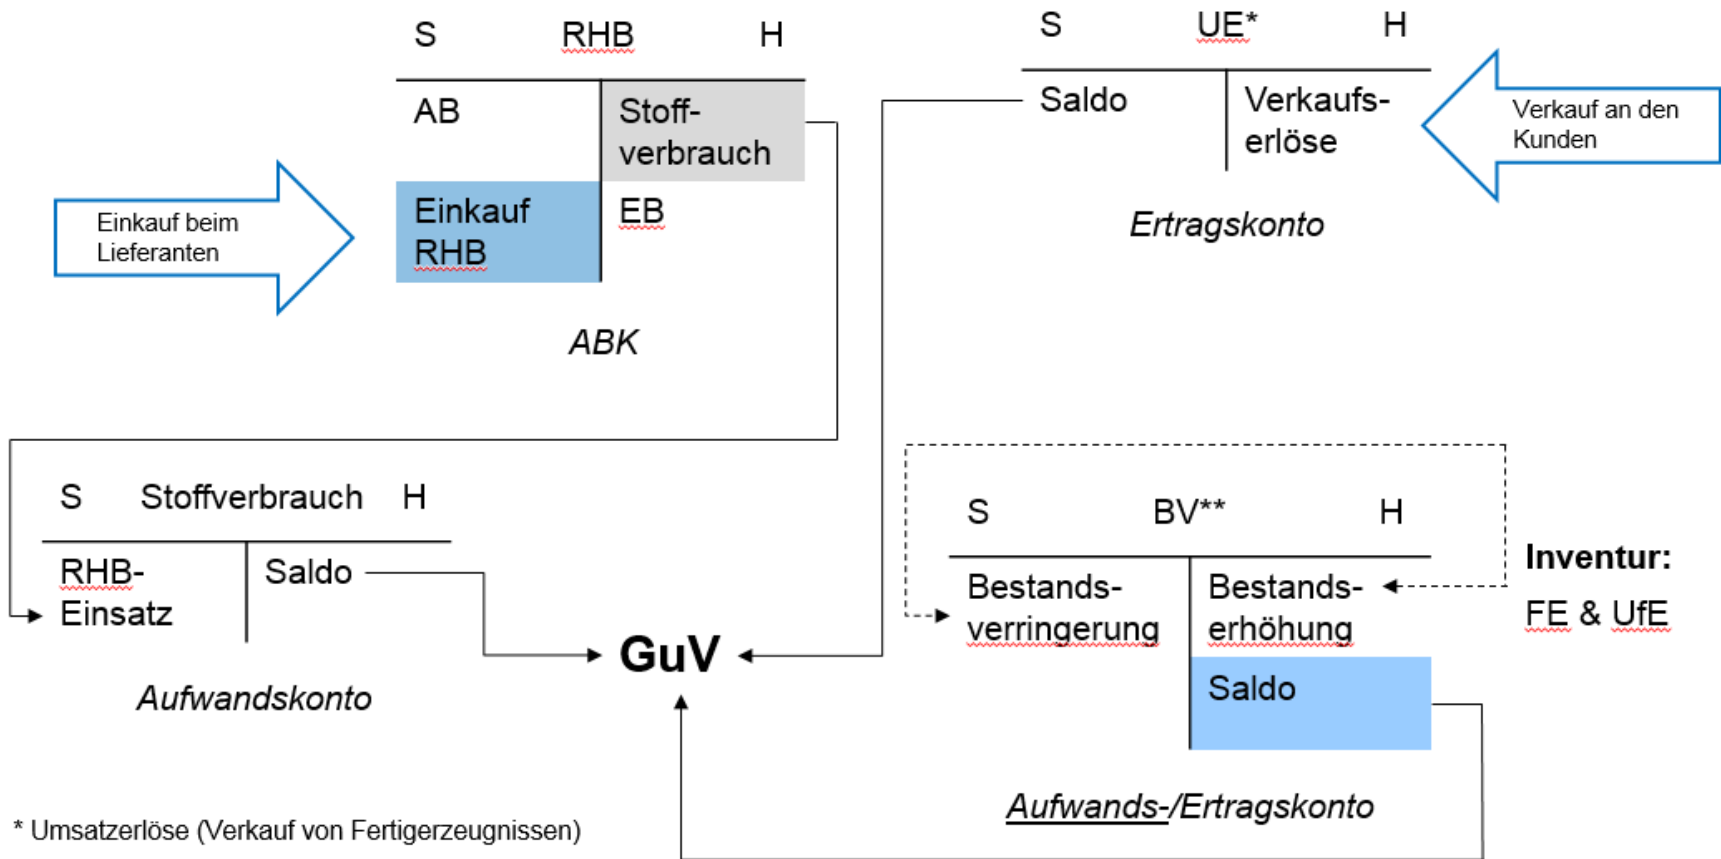 S RHB H
AB
Stoff-
verbrauch
Einkauf
RHB
EB
ABK
Einkauf beim
Lieferanten
S UE* H
Saldo
Verkaufs-
erlöse
Ertragskonto
Verkauf an den
Kunden
S Stoffverbrauch H
RHB-
Einsatz
Saldo
Aufwandskonto
GuV
S BV** H
Bestands-
verringerung
Bestands-
erhöhung
Saldo
Aufwands-/Ertragskonto
Inventur:
FE & UfE
* Umsatzerlöse (Verkauf von Fertigerzeugnissen)